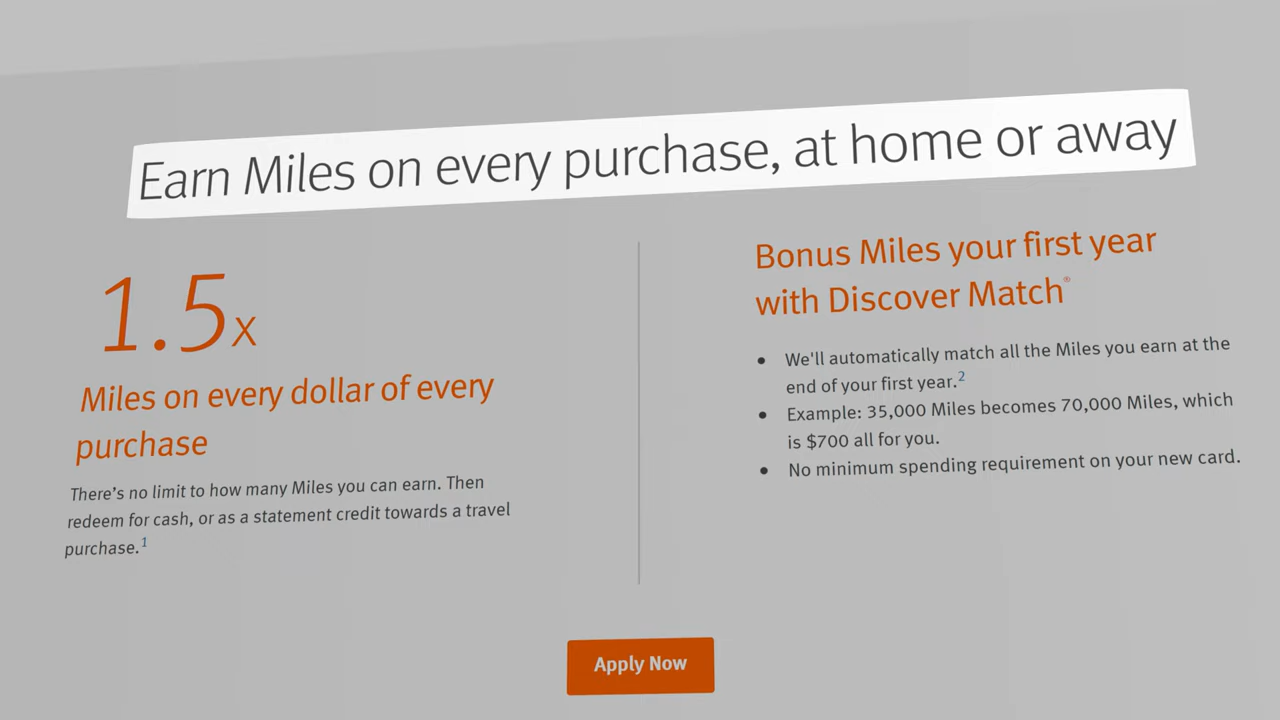 Earn Miles on every purchase, at home or away
1.5x
Miles on every dollar of every
purchase
There's no limit to how many Miles you can earn. Then
redeem for cash, or as a statement credit towards a travel
purchase.1
Bonus Miles your first year
with Discover Match®
• We'll automatically match all the Miles you earn at the
end of your first year.2
• Example: 35,000 Miles becomes 70,000 Miles, which
is $700 all for you.
• No minimum spending requirement on your new card.
Apply Now